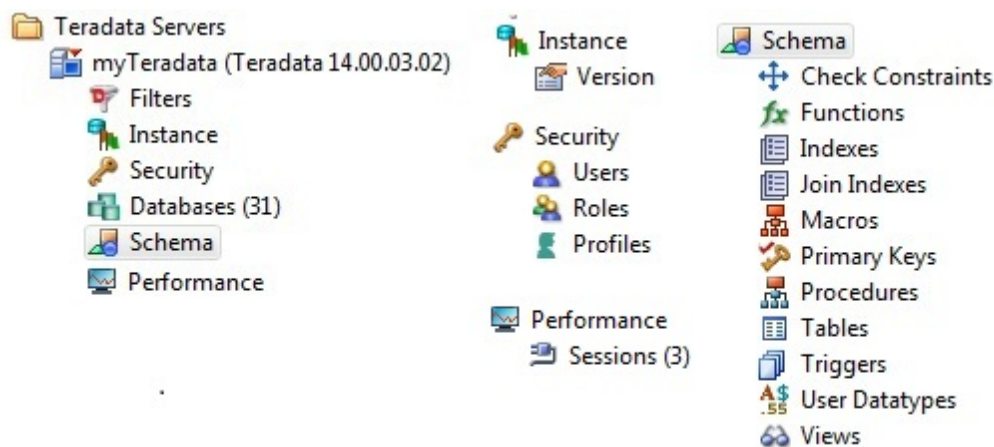 Teradata Servers
myTeradata (Teradata 14.00.03.02)
Filters
Instance
Security
Databases (31)
Schema
Performance
.
Instance
Version
Security
Users
Roles
Profiles
Performance
Sessions (3)
Schema
Check Constraints
fx Functions
Indexes
Join Indexes
Macros
Primary Keys
Procedures
Tables
Triggers
User Datatypes
Views